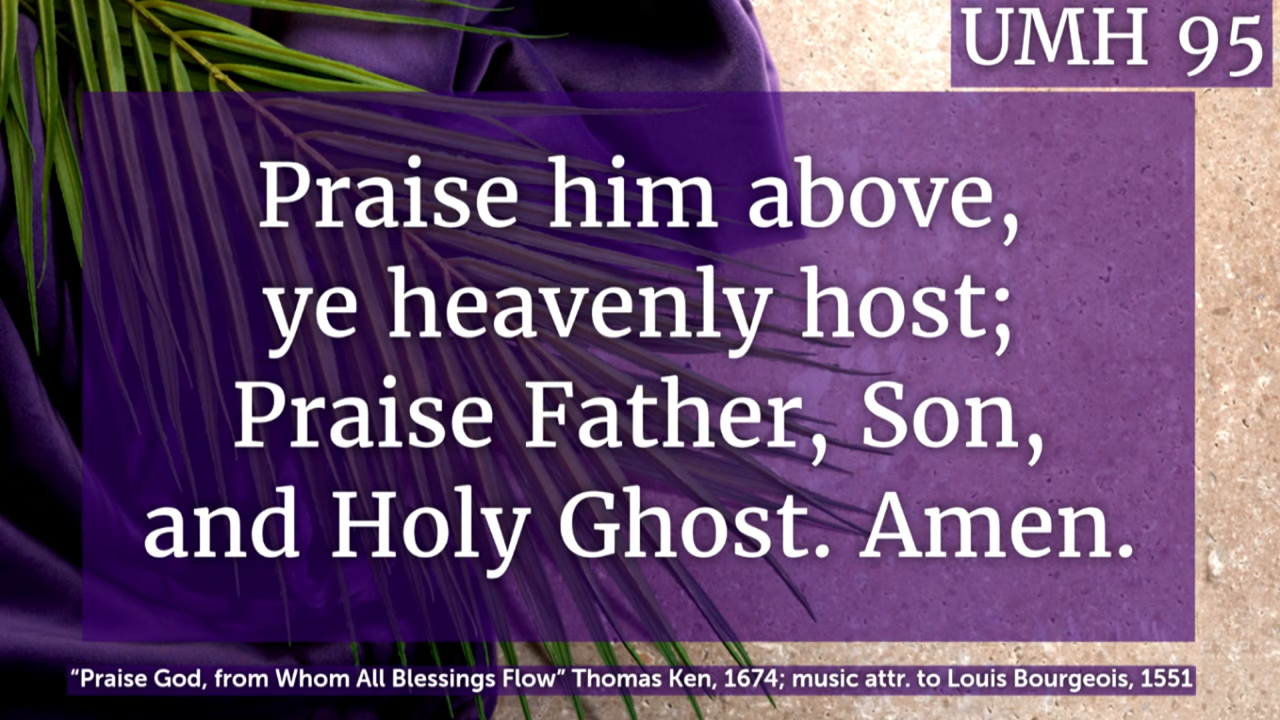 UMH 95
Praise him above,
ye heavenly host;
Praise Father, Son,
and Holy Ghost. Amen.
“Praise God, from Whom All Blessings Flow” Thomas Ken, 1674; music attr. to Louis Bourgeois, 1551